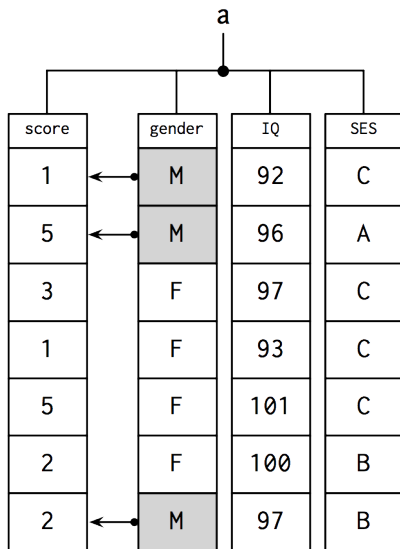 a
score gender IQ SES
1 M 92 C
5 M 96 A
3 F 97 C
1 F 93 C
5 F 101 C
2 F 100 B
2 M 97 B